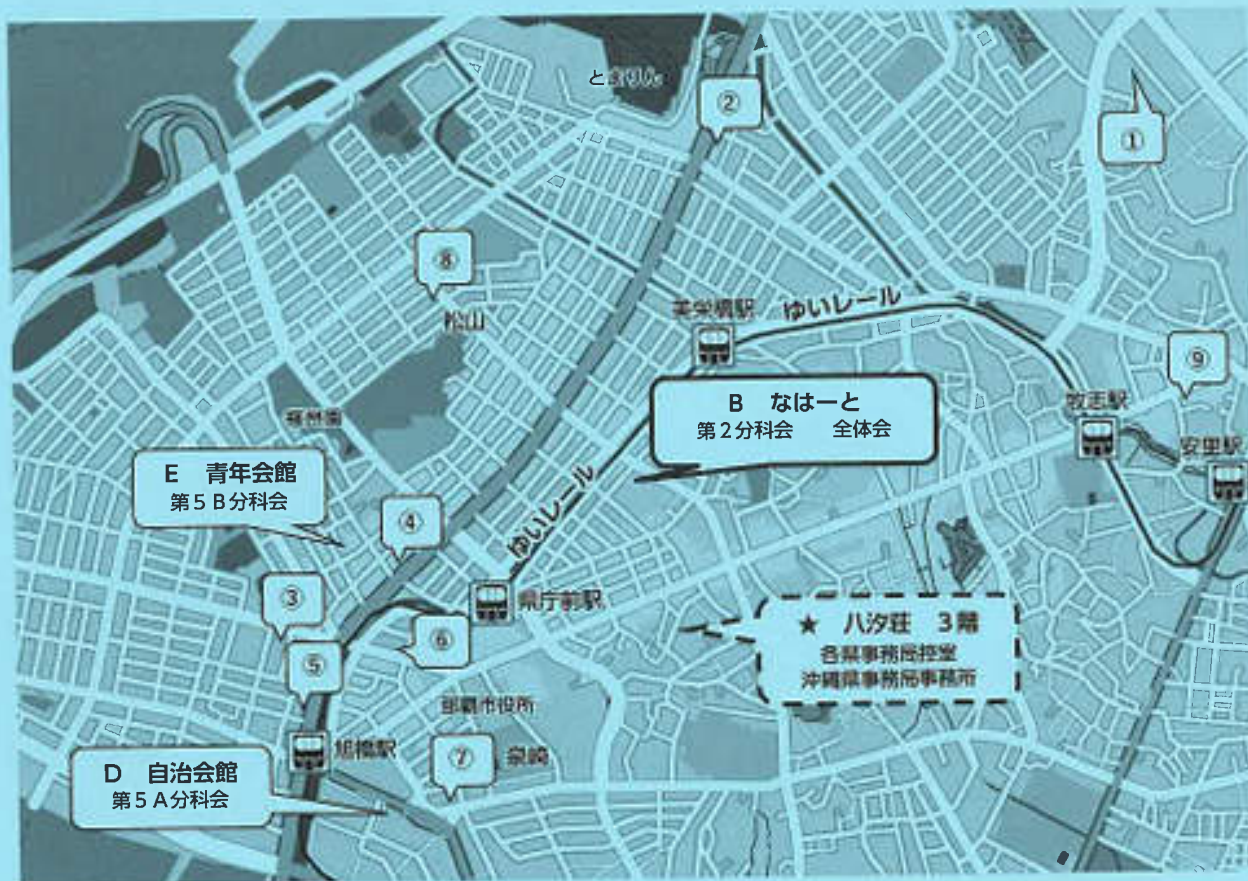 とまりん
②
①
⑧
松山
美栄橋駅
ゆいレール
⑨
B なはーと
第2分科会 全体会
牧志駅
安里駅
福州園
E 青年会館
第5B分科会
④
ゆいレール
③
県庁前駅
⑥
⑤
★ 八汐荘 3階
各県事務局控室
沖縄県事務局事務所
那覇市役所
旭橋駅
⑦
泉崎
D 自治会館
第5A分科会